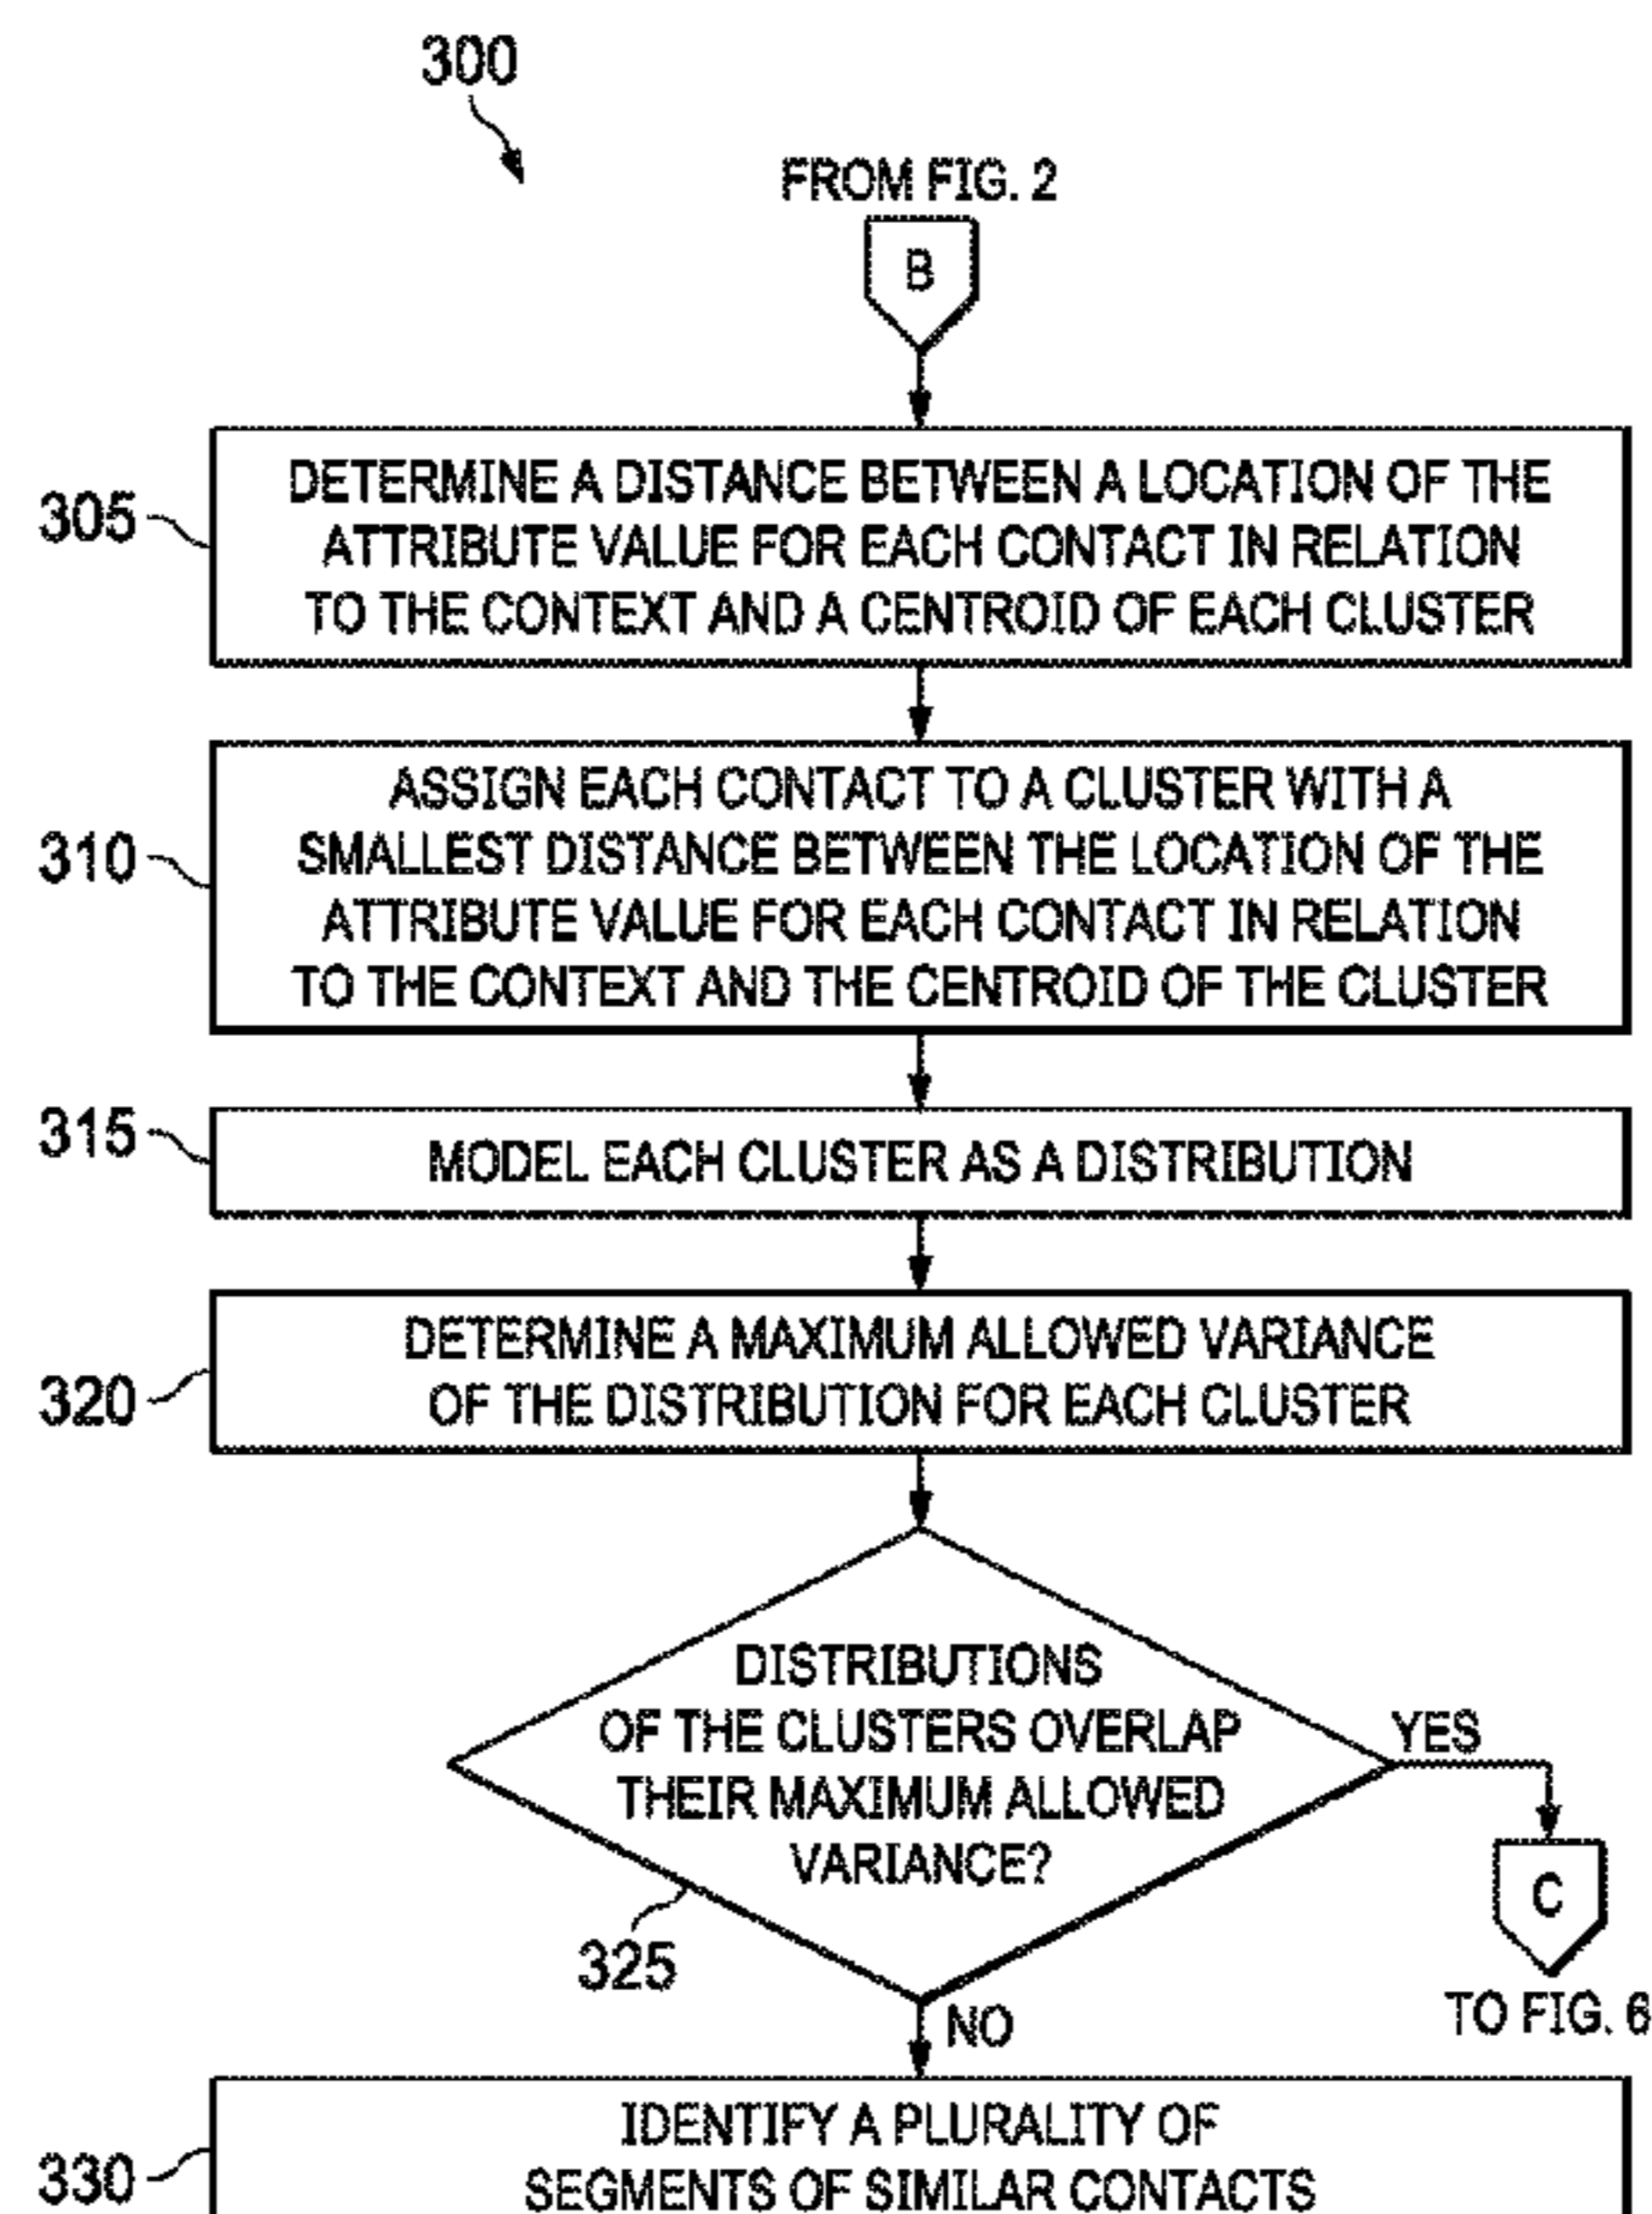 300
FROM FIG. 2
B
305
DETERMINE A DISTANCE BETWEEN A LOCATION OF THE
ATTRIBUTE VALUE FOR EACH CONTACT IN RELATION
TO THE CONTEXT AND A CENTROID OF EACH CLUSTER
310
ASSIGN EACH CONTACT TO A CLUSTER WITH A
SMALLEST DISTANCE BETWEEN THE LOCATION OF THE
ATTRIBUTE VALUE FOR EACH CONTACT IN RELATION
TO THE CONTEXT AND THE CENTROID OF THE CLUSTER
315
MODEL EACH CLUSTER AS A DISTRIBUTION
320
DETERMINE A MAXIMUM ALLOWED VARIANCE
OF THE DISTRIBUTION FOR EACH CLUSTER
DISTRIBUTIONS
OF THE CLUSTERS OVERLAP
THEIR MAXIMUM ALLOWED
VARIANCE?
YES
C
TO FIG. 6
325
NO
330
IDENTIFY A PLURALITY OF
SEGMENTS OF SIMILAR CONTACTS